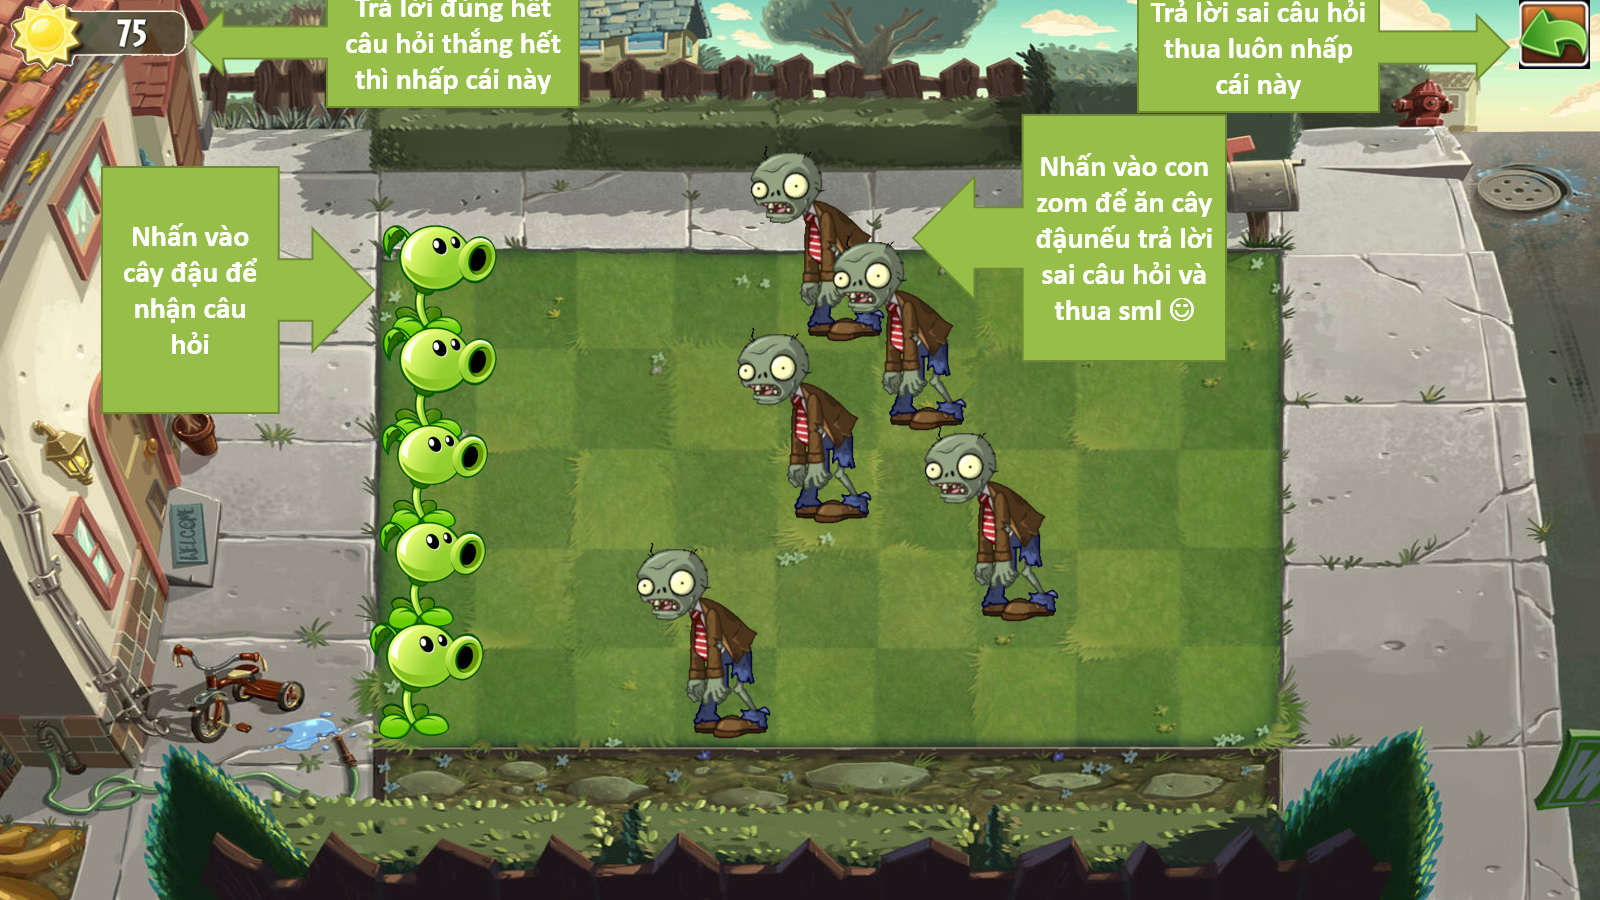 75
Trả lời đúng hết
câu hỏi thắng hết
thì nhấp cái này
Trả lời sai câu hỏi
thua luôn nhấp
cái này
Nhấn vào
cây đậu để
nhận câu
hỏi
Nhấn vào con
zom để ăn cây
đậunếu trả lời
sai câu hỏi và
thua sml ☺
WELCOME